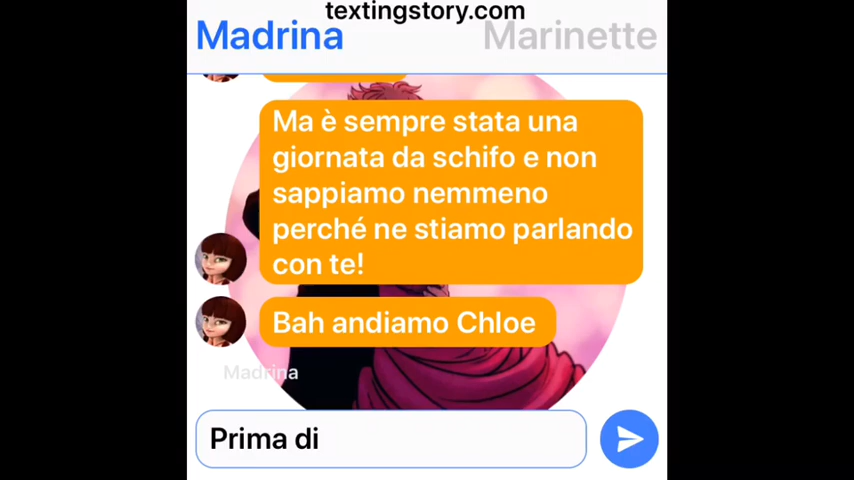 textingstory.com
Madrina
Marinette
Ma è sempre stata una
giornata da schifo e non
sappiamo nemmeno
perché ne stiamo parlando
con te!
Bah andiamo Chloe
Madrina
Prima di